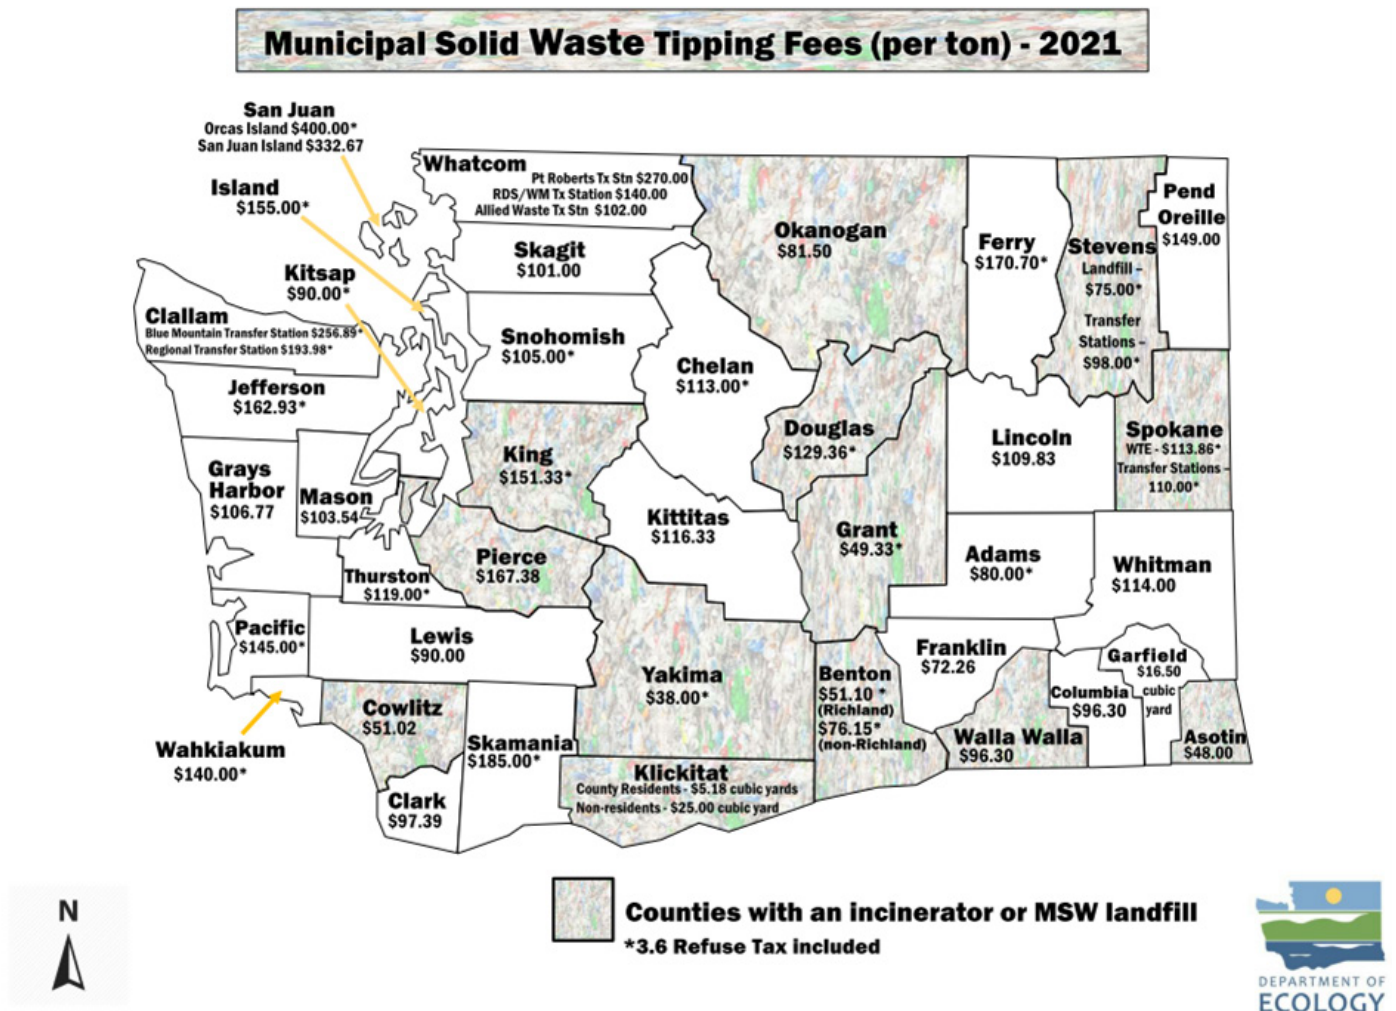 Municipal Solid Waste Tipping Fees (per ton) - 2021
San Juan
Orcas Island $400.00*
San Juan Island $332.67
Island
$155.00*
Kitsap
$90.00*
Whatcom
Pt Roberts Tx Stn $270.00
RDS/WM Tx Station $140.00
Allied Waste Tx Stn $102.00
Skagit
$101.00
Okanogan
$81.50
Ferry
$170.70*
Stevens
Landfill –
$75.00*
Transfer
Stations –
$98.00*
Pend
Oreille
$149.00
Clallam
Blue Mountain Transfer Station $256.89*
Regional Transfer Station $193.98*
Snohomish
$105.00*
Chelan
$113.00*
Jefferson
$162.93*
Douglas
$129.36*
Lincoln
$109.83
Spokane
WTE - $113.86*
Transfer Stations –
110.00*
King
$151.33*
Grays
Harbor
$106.77
Mason
$103.54
Kittitas
$116.33
Grant
$49.33*
Adams
$80.00*
Whitman
$114.00
Pierce
$167.38
Thurston
$119.00*
Pacific
$145.00*
Lewis
$90.00
Yakima
$38.00*
Benton
$51.10 *
(Richland)
$76.15*
(non-Richland)
Franklin
$72.26
Garfield
$16.50
cubic
yard
Columbia
$96.30
Walla Walla
$96.30
Asotin
$48.00
Wahkiakum
$140.00*
Cowlitz
$51.02
Skamania
$185.00*
Klickitat
County Residents - $5.18 cubic yards
Non-residents - $25.00 cubic yard
Clark
$97.39
N
Counties with an incinerator or MSW landfill
*3.6 Refuse Tax included
DEPARTMENT OF
ECOLOGY